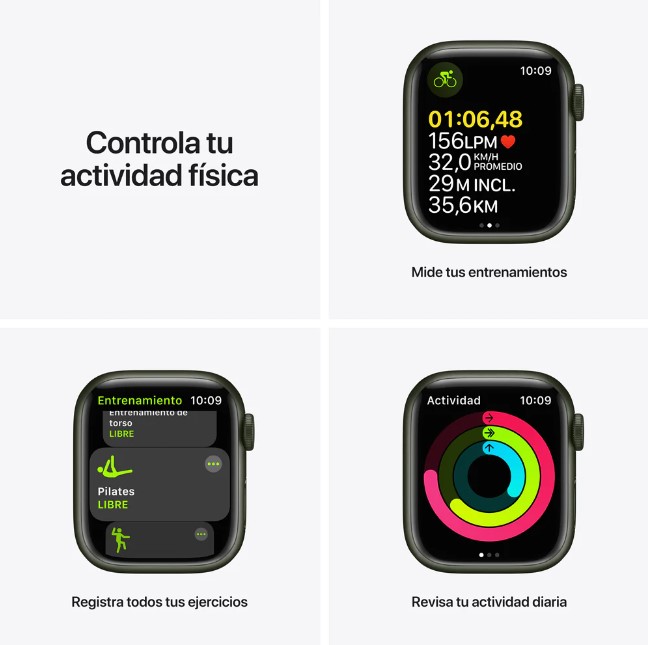 Controla tu
actividad física
10:09
01:06,48
156LPM
32,0 KM/H PROMEDIO
29M INCL.
35,6KM
Mide tus entrenamientos
Entrenamiento 10:09
Entrenamiento de
torso
LIBRE
Pilates
LIBRE
Registra todos tus ejercicios
Actividad 10:09
Revisa tu actividad diaria